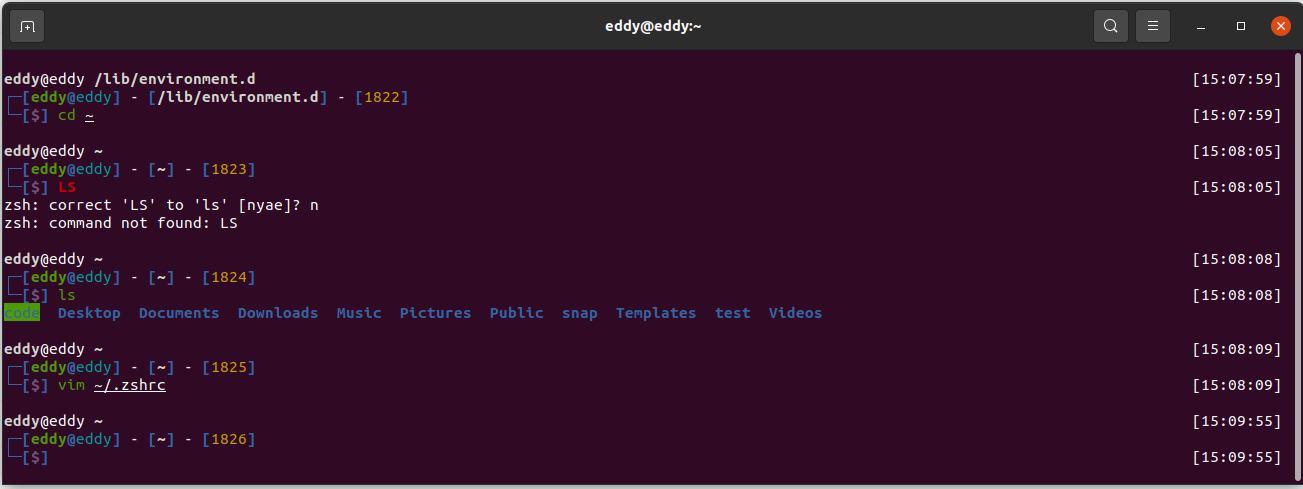 eddy@eddy:~
eddy@eddy /lib/environment.d [15:07:59]
┌─[eddy@eddy] - [/lib/environment.d] - [1822]
└─[$] cd ~ [15:07:59]
eddy@eddy ~ [15:08:05]
┌─[eddy@eddy] - [~] - [1823]
└─[$] LS [15:08:05]
zsh: correct 'LS' to 'ls' [nyae]? n
zsh: command not found: LS
eddy@eddy ~ [15:08:08]
┌─[eddy@eddy] - [~] - [1824]
└─[$] ls [15:08:08]
code Desktop Documents Downloads Music Pictures Public snap Templates test Videos
eddy@eddy ~ [15:08:09]
┌─[eddy@eddy] - [~] - [1825]
└─[$] vim ~/.zshrc [15:08:09]
eddy@eddy ~ [15:09:55]
┌─[eddy@eddy] - [~] - [1826]
└─[$] [15:09:55]